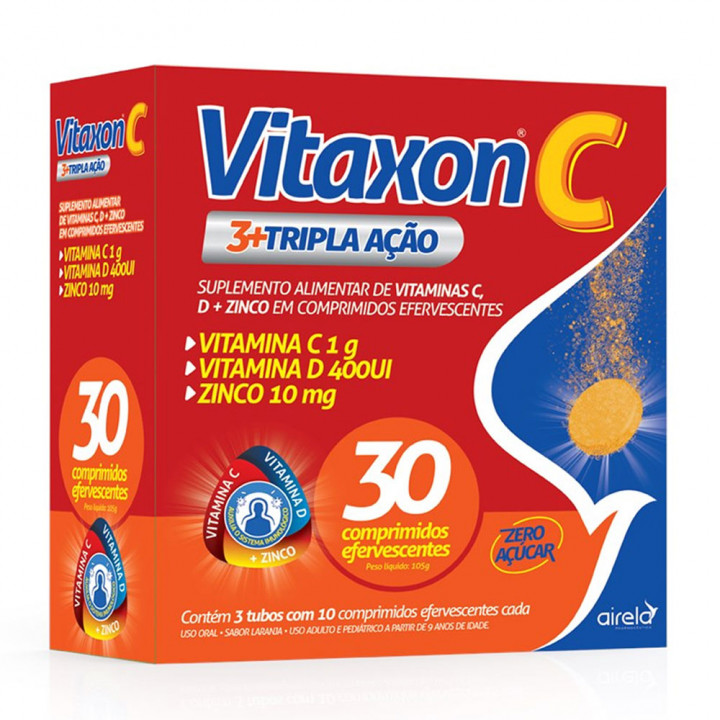 Vitaxon C
3+TRIPLA AÇÃO
SUPLEMENTO ALIMENTAR
DE VITAMINAS C, D + ZINCO
EM COMPRIMIDOS EFERVESCENTES
VITAMINA C 1 g
VITAMINA D 400UI
ZINCO 10 mg
30
comprimidos
efervescentes
Peso líquido: 105g
VITAMINA C
VITAMINA D
+ ZINCO
Vitaxon® C
3+TRIPLA AÇÃO
SUPLEMENTO ALIMENTAR DE VITAMINAS C,
D + ZINCO EM COMPRIMIDOS EFERVESCENTES
VITAMINA C 1 g
VITAMINA D 400UI
ZINCO 10 mg
VITAMINA C
VITAMINA D
AUXILIA O SISTEMA IMUNOLÓGICO
+ ZINCO
30
comprimidos
efervescentes
Peso líquido: 105g
ZERO
AÇÚCAR
Contém 3 tubos com 10 comprimidos efervescentes cada
USO ORAL • SABOR LARANJA • USO ADULTO E PEDIÁTRICO A PARTIR DE 9 ANOS DE IDADE.
airela
PHARMACEUTICA